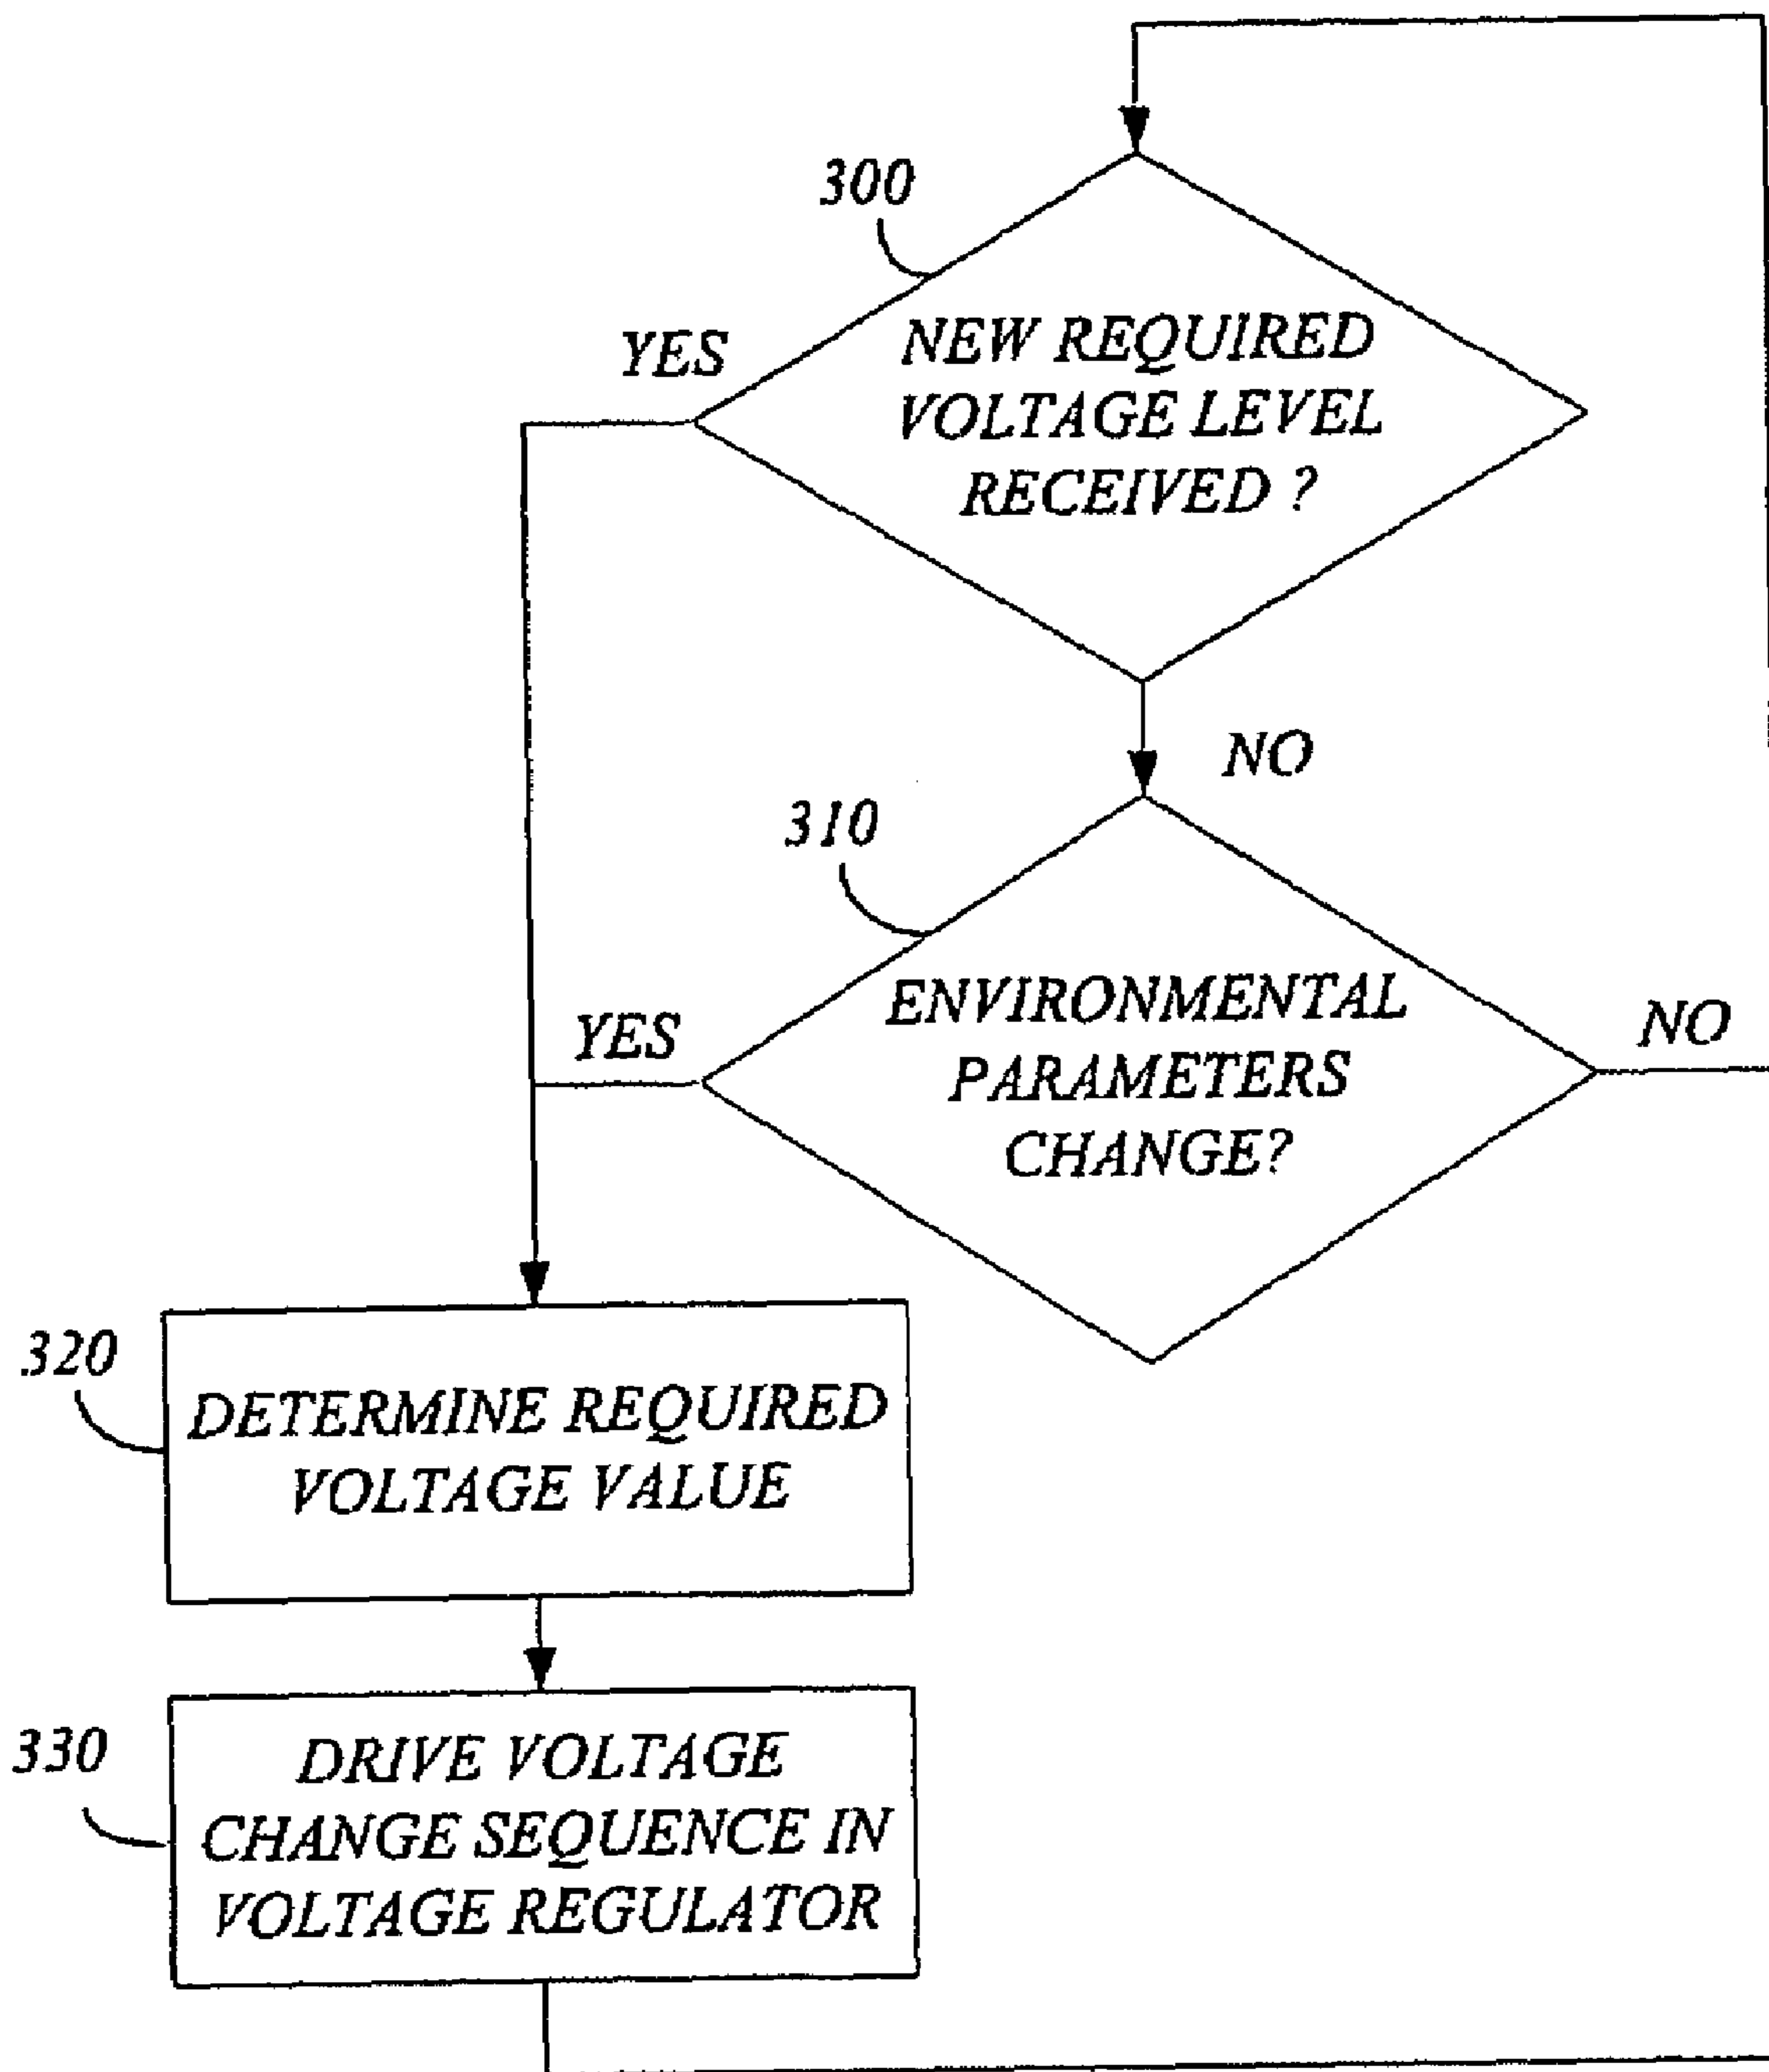 300
YES
NEW REQUIRED
VOLTAGE LEVEL
RECEIVED ?
NO
310
YES
ENVIRONMENTAL
PARAMETERS
CHANGE?
NO
320
DETERMINE REQUIRED
VOLTAGE VALUE
330
DRIVE VOLTAGE
CHANGE SEQUENCE IN
VOLTAGE REGULATOR